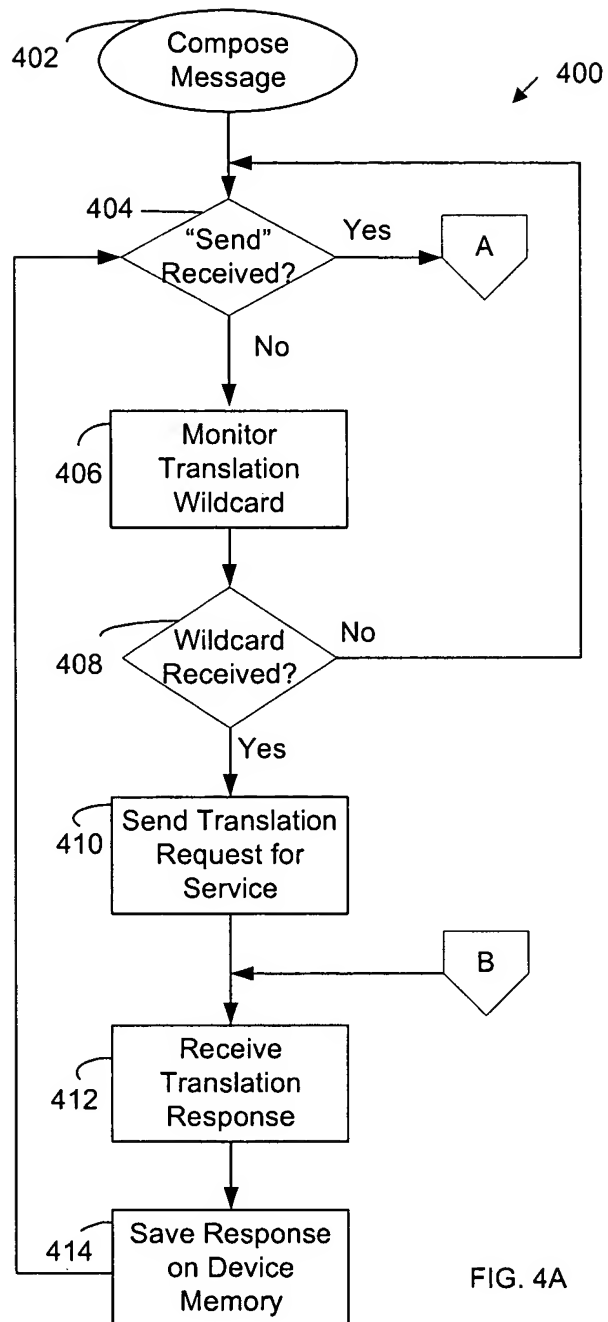 402
Compose
Message
400
404
"Send"
Received?
Yes
A
No
406
Monitor
Translation
Wildcard
408
Wildcard
Received?
No
Yes
410
Send Translation
Request for
Service
B
412
Receive
Translation
Response
414
Save Response
on Device
Memory
FIG. 4A